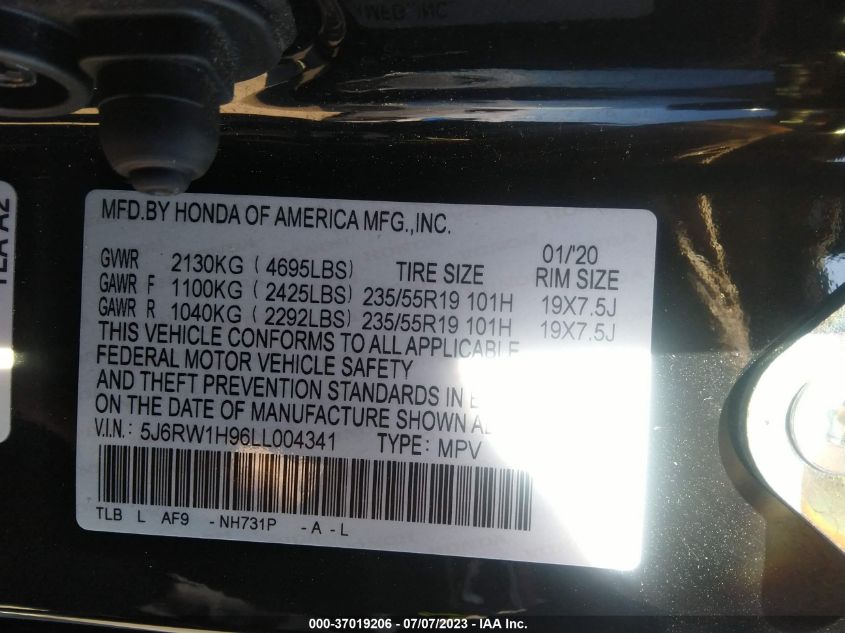 MFD.BY HONDA OF AMERICA MFG.,INC.
01/'20
GVWR 2130KG (4695LBS) TIRE SIZE RIM SIZE
GAWR F 1100KG (2425LBS) 235/55R19 101H 19X7.5J
GAWR R 1040KG (2292LBS) 235/55R19 101H 19X7.5J
THIS VEHICLE CONFORMS TO ALL APPLICABLE
FEDERAL MOTOR VEHICLE SAFETY
AND THEFT PREVENTION STANDARDS IN
ON THE DATE OF MANUFACTURE SHOWN
V.I.N.: 5J6RW1H96LL004341 TYPE: MPV
TLB L AF9 -NH731P -A-L
000-37019206 - 07/07/2023 - IAA Inc.